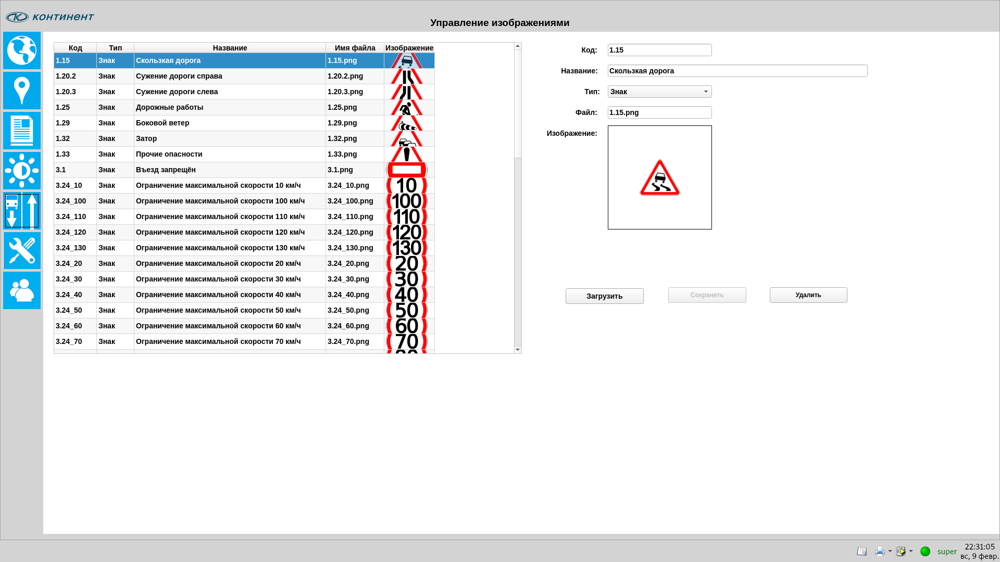 КОНТИНЕНТ
Управление изображениями
Код Тип Название Имя файла Изображение
1.15 Знак Скользкая дорога 1.15.png
1.20.2 Знак Сужение дороги справа 1.20.2.png
1.20.3 Знак Сужение дороги слева 1.20.3.png
1.25 Знак Дорожные работы 1.25.png
1.29 Знак Боковой ветер 1.29.png
1.32 Знак Затор 1.32.png
1.33 Знак Прочие опасности 1.33.png
3.1 Знак Въезд запрещён 3.1.png
3.24_10 Знак Ограничение максимальной скорости 10 км/ч 3.24_10.png 10
3.24_100 Знак Ограничение максимальной скорости 100 км/ч 3.24_100.png 100
3.24_110 Знак Ограничение максимальной скорости 110 км/ч 3.24_110.png 110
3.24_120 Знак Ограничение максимальной скорости 120 км/ч 3.24_120.png 120
3.24_130 Знак Ограничение максимальной скорости 130 км/ч 3.24_130.png 130
3.24_20 Знак Ограничение максимальной скорости 20 км/ч 3.24_20.png 20
3.24_30 Знак Ограничение максимальной скорости 30 км/ч 3.24_30.png 30
3.24_40 Знак Ограничение максимальной скорости 40 км/ч 3.24_40.png 40
3.24_50 Знак Ограничение максимальной скорости 50 км/ч 3.24_50.png 50
3.24_60 Знак Ограничение максимальной скорости 60 км/ч 3.24_60.png 60
3.24_70 Знак Ограничение максимальной скорости 70 км/ч 3.24_70.png 70
Код: 1.15
Название: Скользкая дорога
Тип: Знак
Файл: 1.15.png
Изображение:
Загрузить Сохранить Удалить
super
22:31:05
вс, 9 февр.